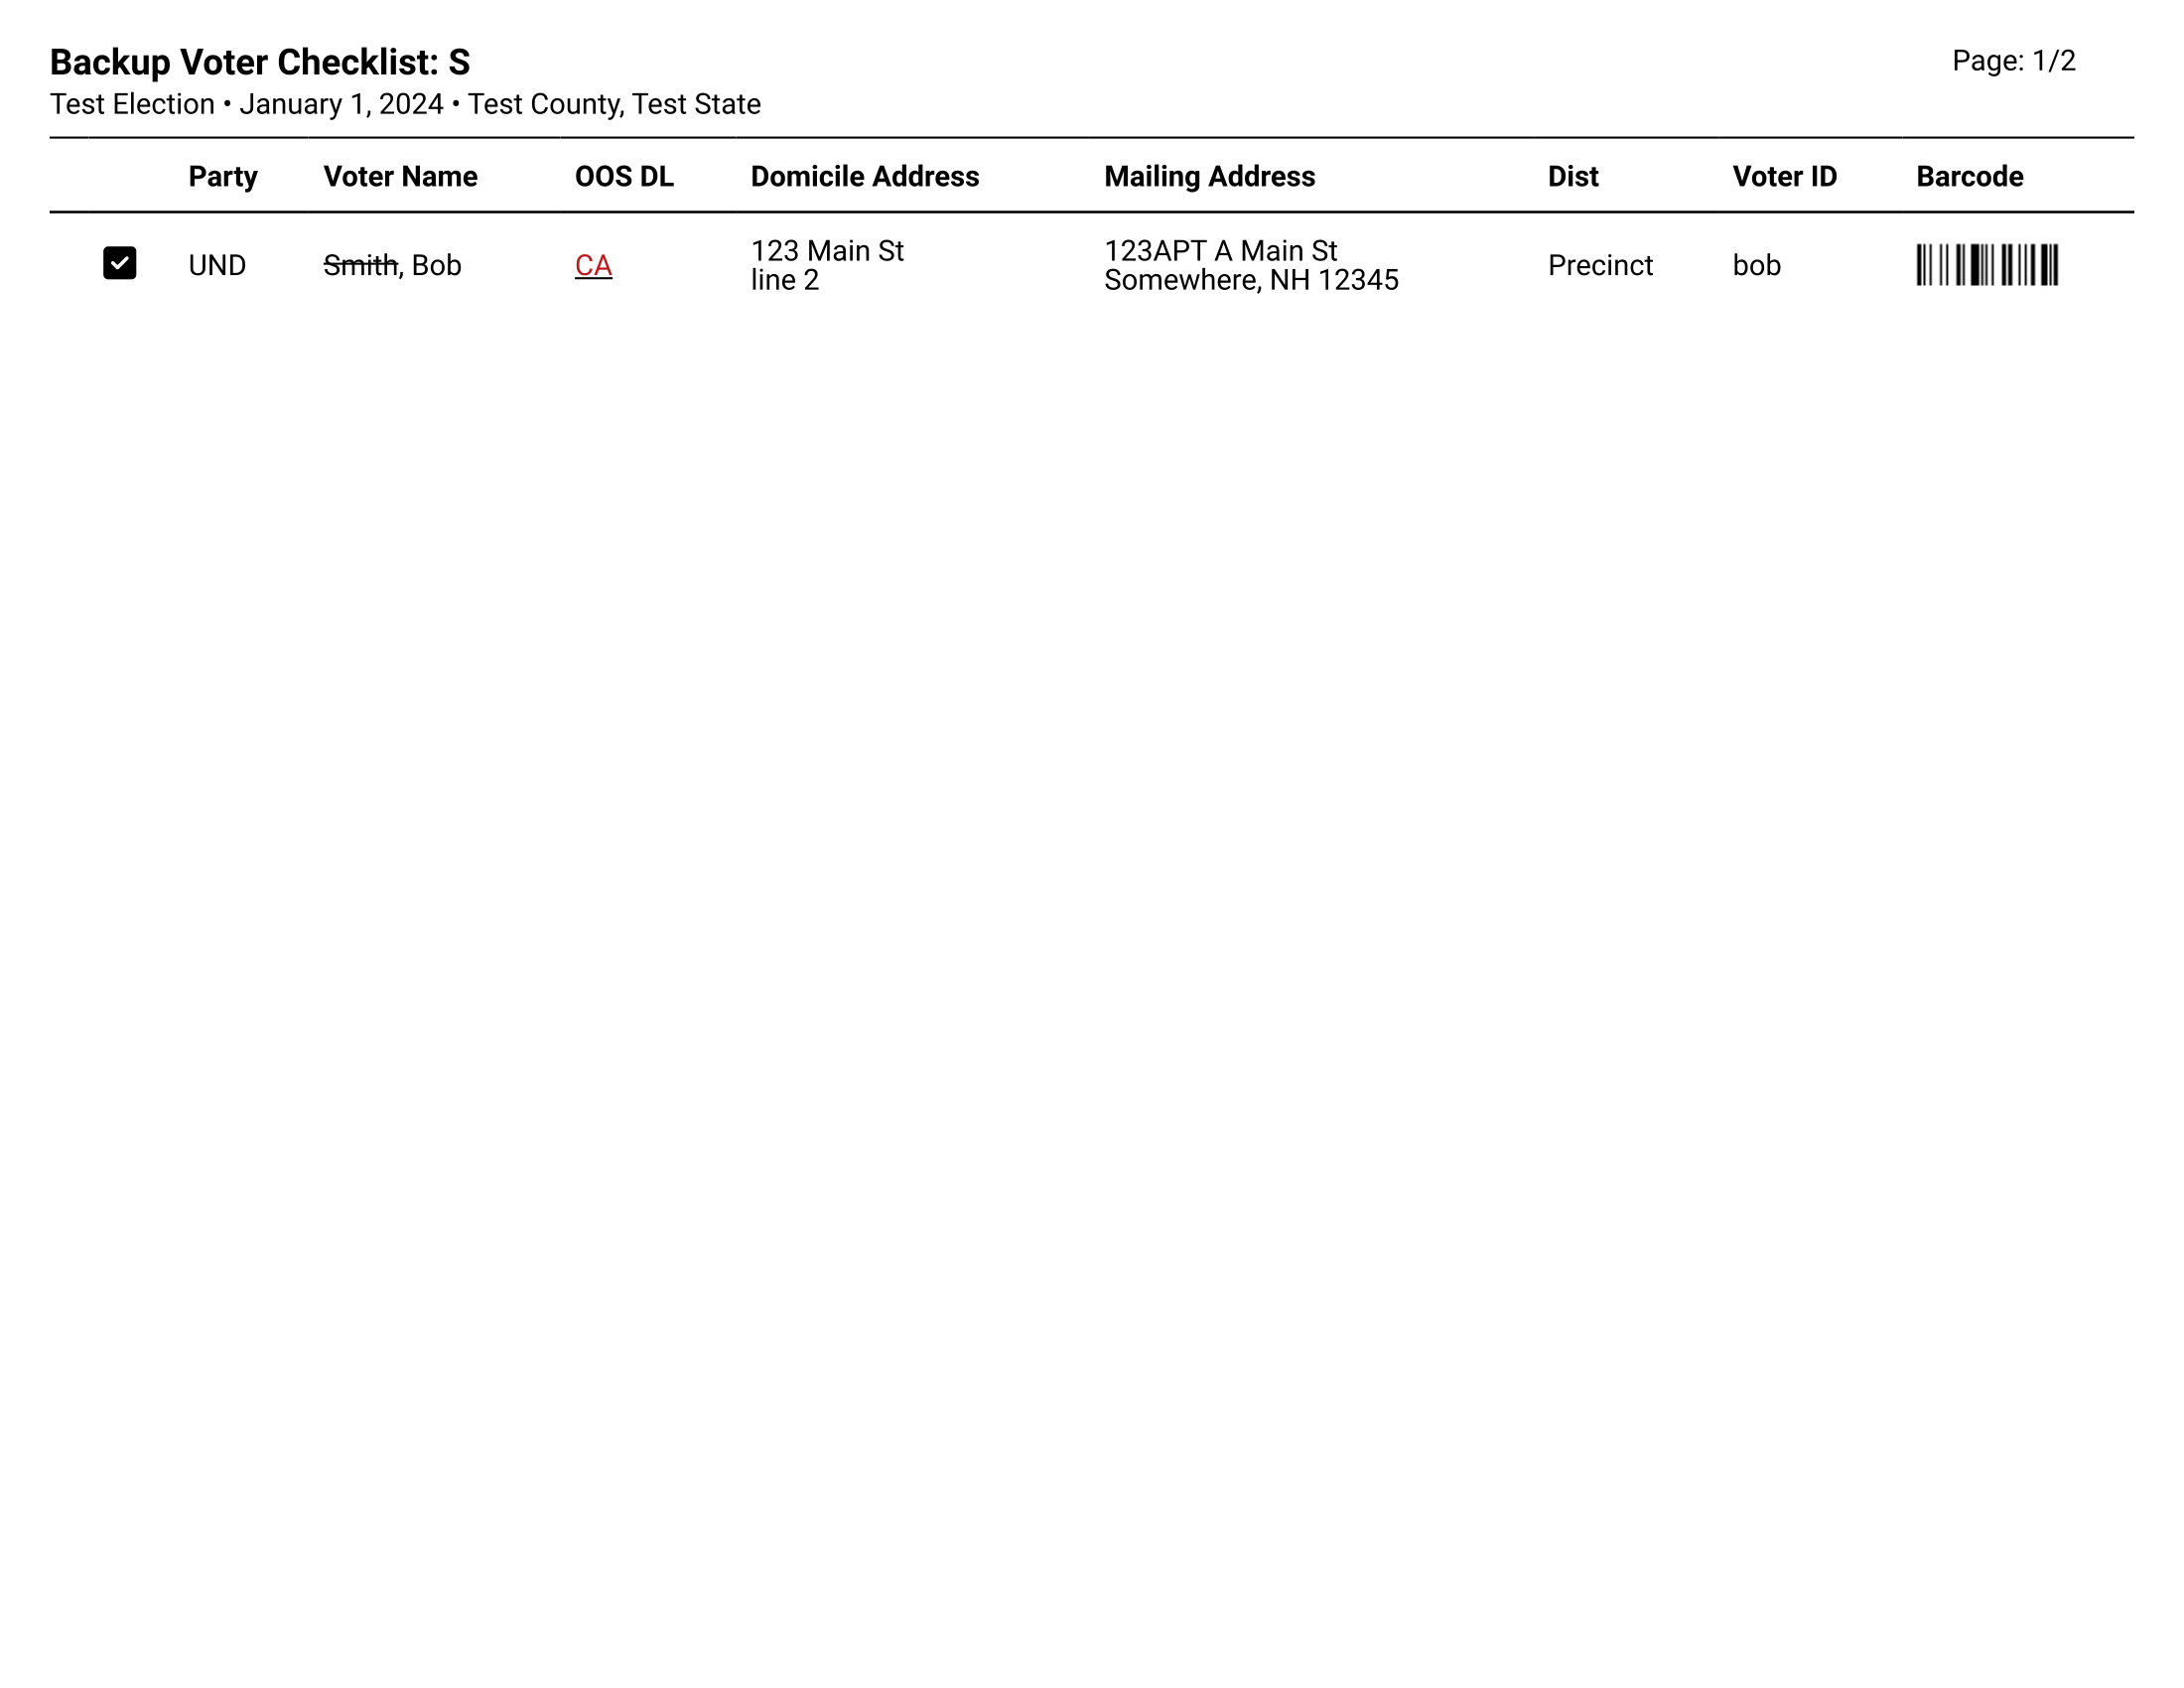 Backup Voter Checklist: S
Page: 1/2
Test Election • January 1, 2024 • Test County, Test State
Party Voter Name OOS DL Domicile Address Mailing Address Dist Voter ID Barcode
UND Smith, Bob CA 123 Main St 123APT A Main St Precinct bob
line 2 Somewhere, NH 12345